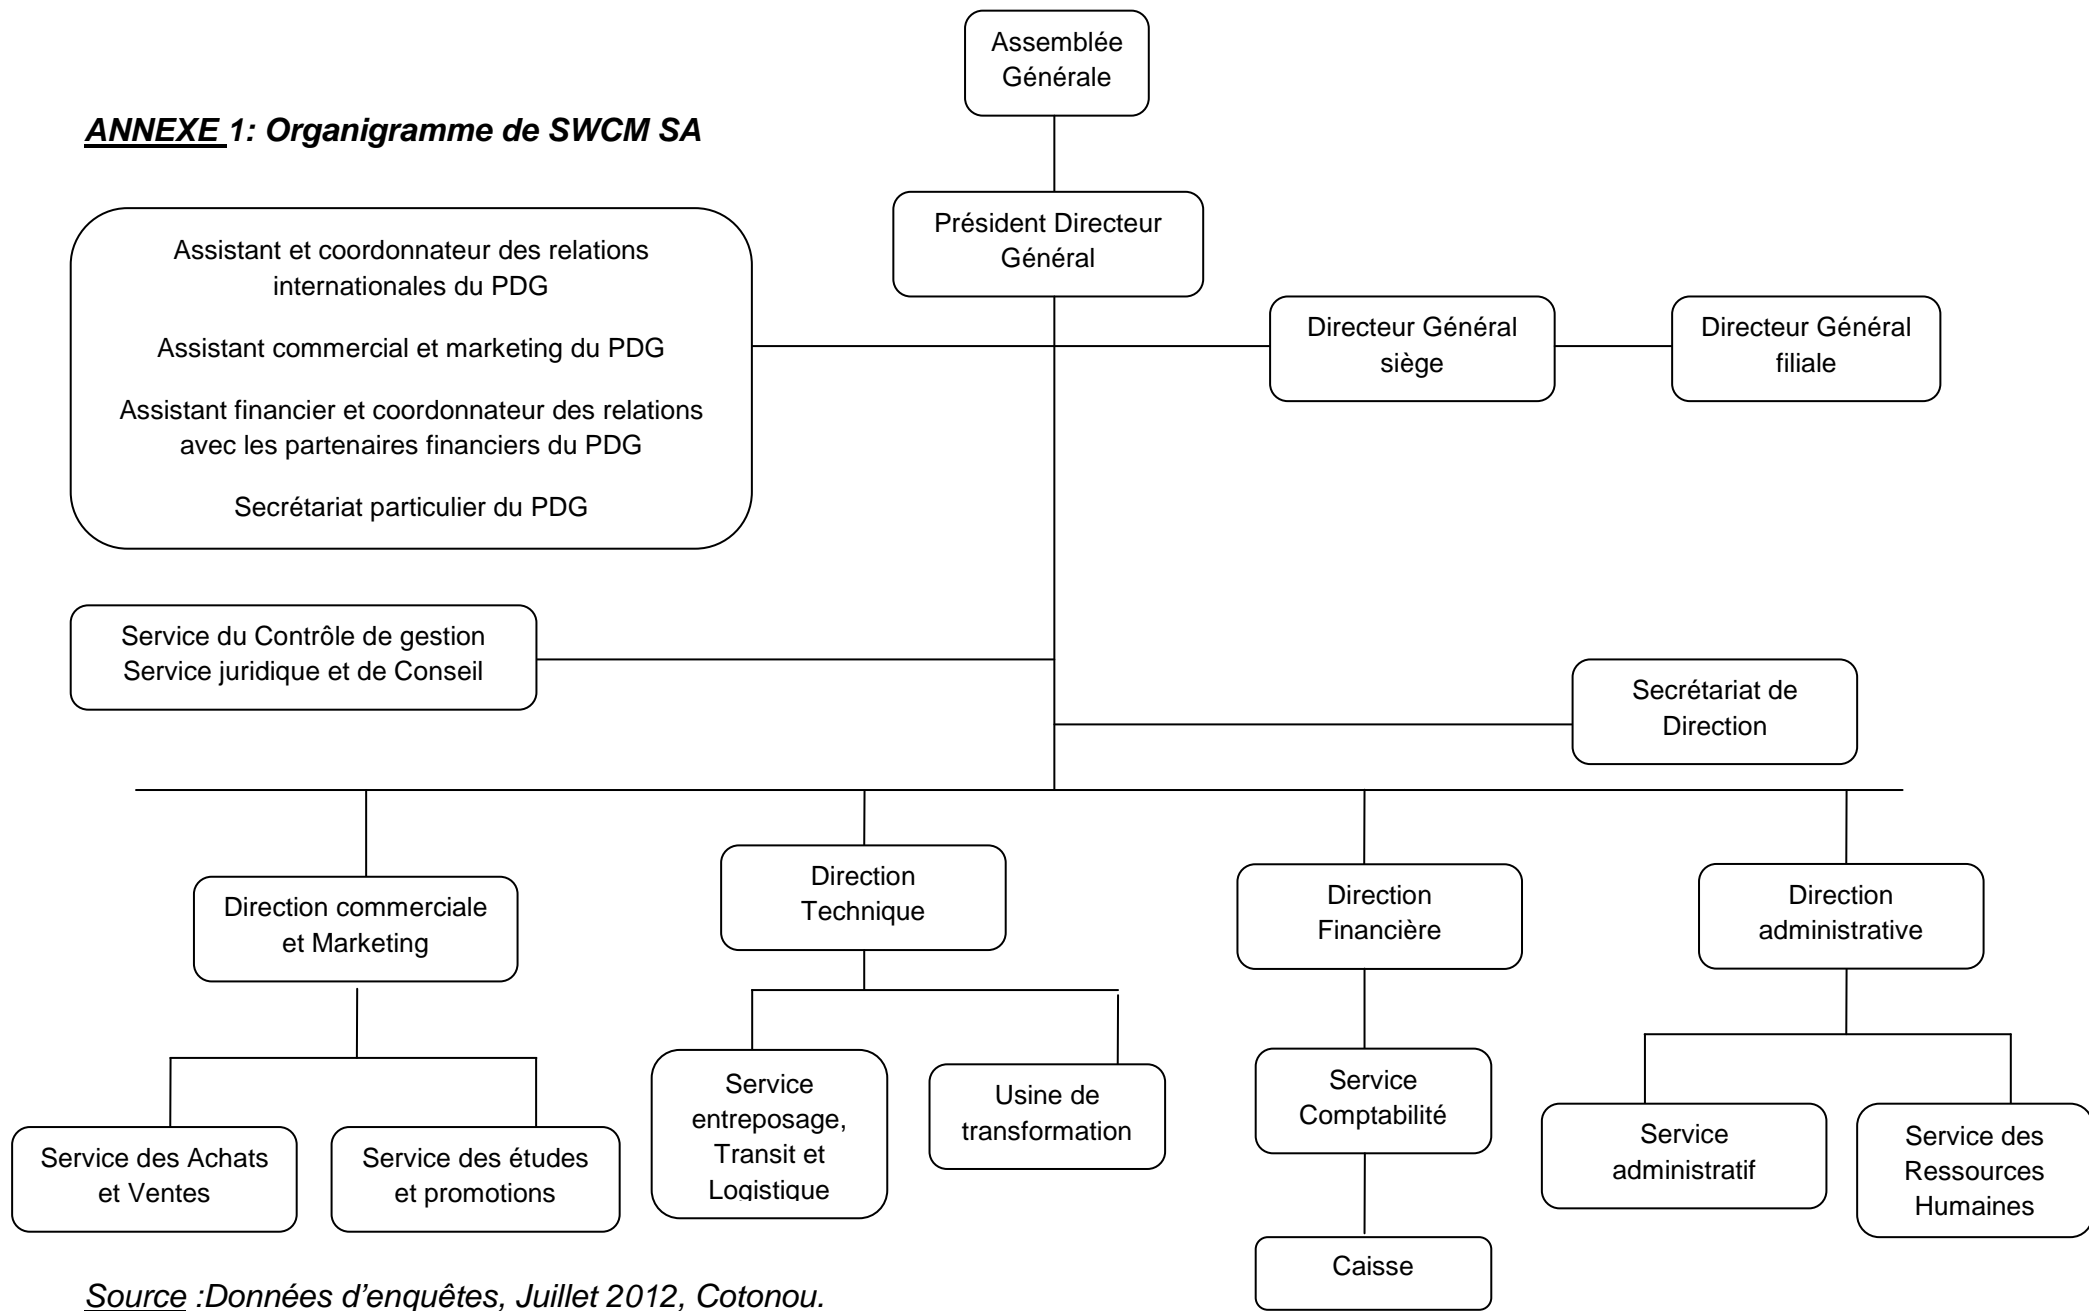 Assemblée
Générale
ANNEXE 1: Organigramme de SWCM SA
Président Directeur
Général
Assistant et coordonnateur des relations
internationales du PDG
Assistant commercial et marketing du PDG
Assistant financier et coordonnateur des relations
avec les partenaires financiers du PDG
Secrétariat particulier du PDG
Directeur Général
siège
Directeur Général
filiale
Service du Contrôle de gestion
Service juridique et de Conseil
Secrétariat de
Direction
Direction commerciale
et Marketing
Direction
Technique
Direction
Financière
Direction
administrative
Service des Achats
et Ventes
Service des études
et promotions
Service
entreposage,
Transit et
Logistique
Usine de
transformation
Service
Comptabilité
Caisse
Service
administratif
Service des
Ressources
Humaines
Source :Données d'enquêtes, Juillet 2012, Cotonou.